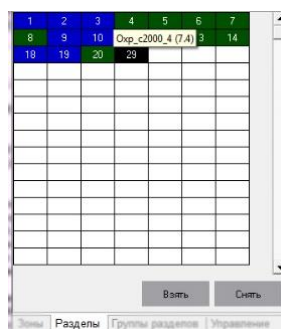 1 2 3 4 5 6 7
8 9 10 Oxp_c2000_4 (7.4) 3 14
18 19 20 29
Взять Снять
Зоны Разделы Группы разделов Управление